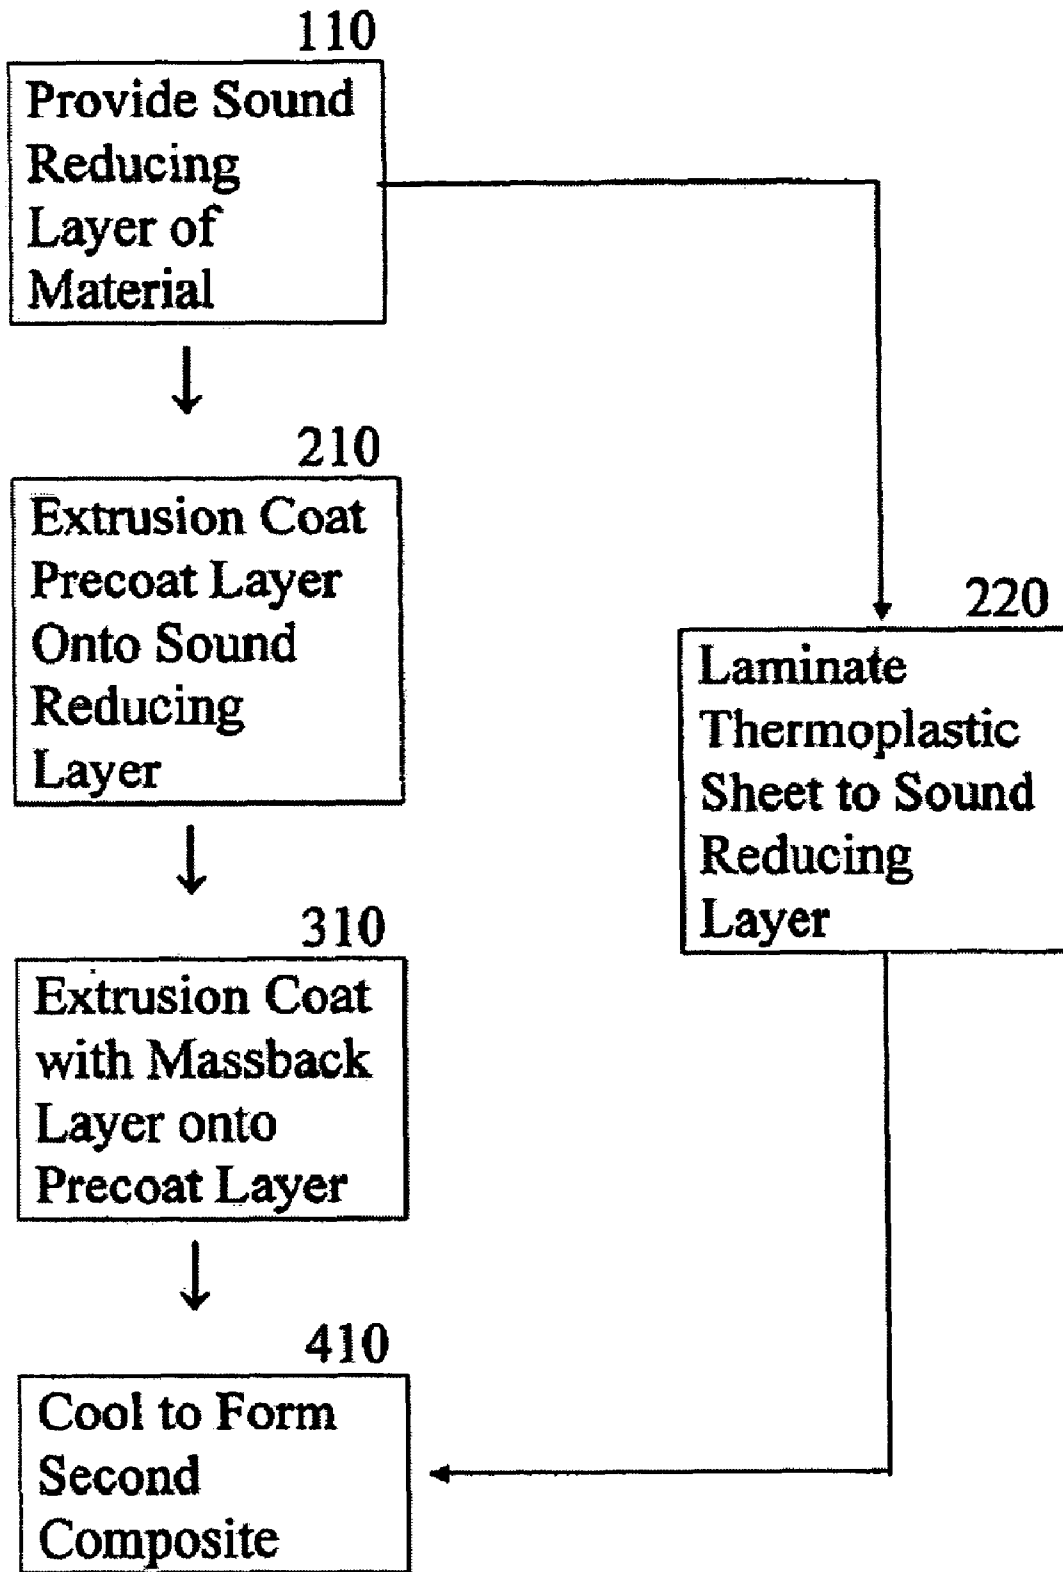 110
Provide Sound
Reducing
Layer of
Material
210
Extrusion Coat
Precoat Layer
Onto Sound
Reducing
Layer
220
Laminate
Thermoplastic
Sheet to Sound
Reducing
Layer
310
Extrusion Coat
with Massback
Layer onto
Precoat Layer
410
Cool to Form
Second
Composite